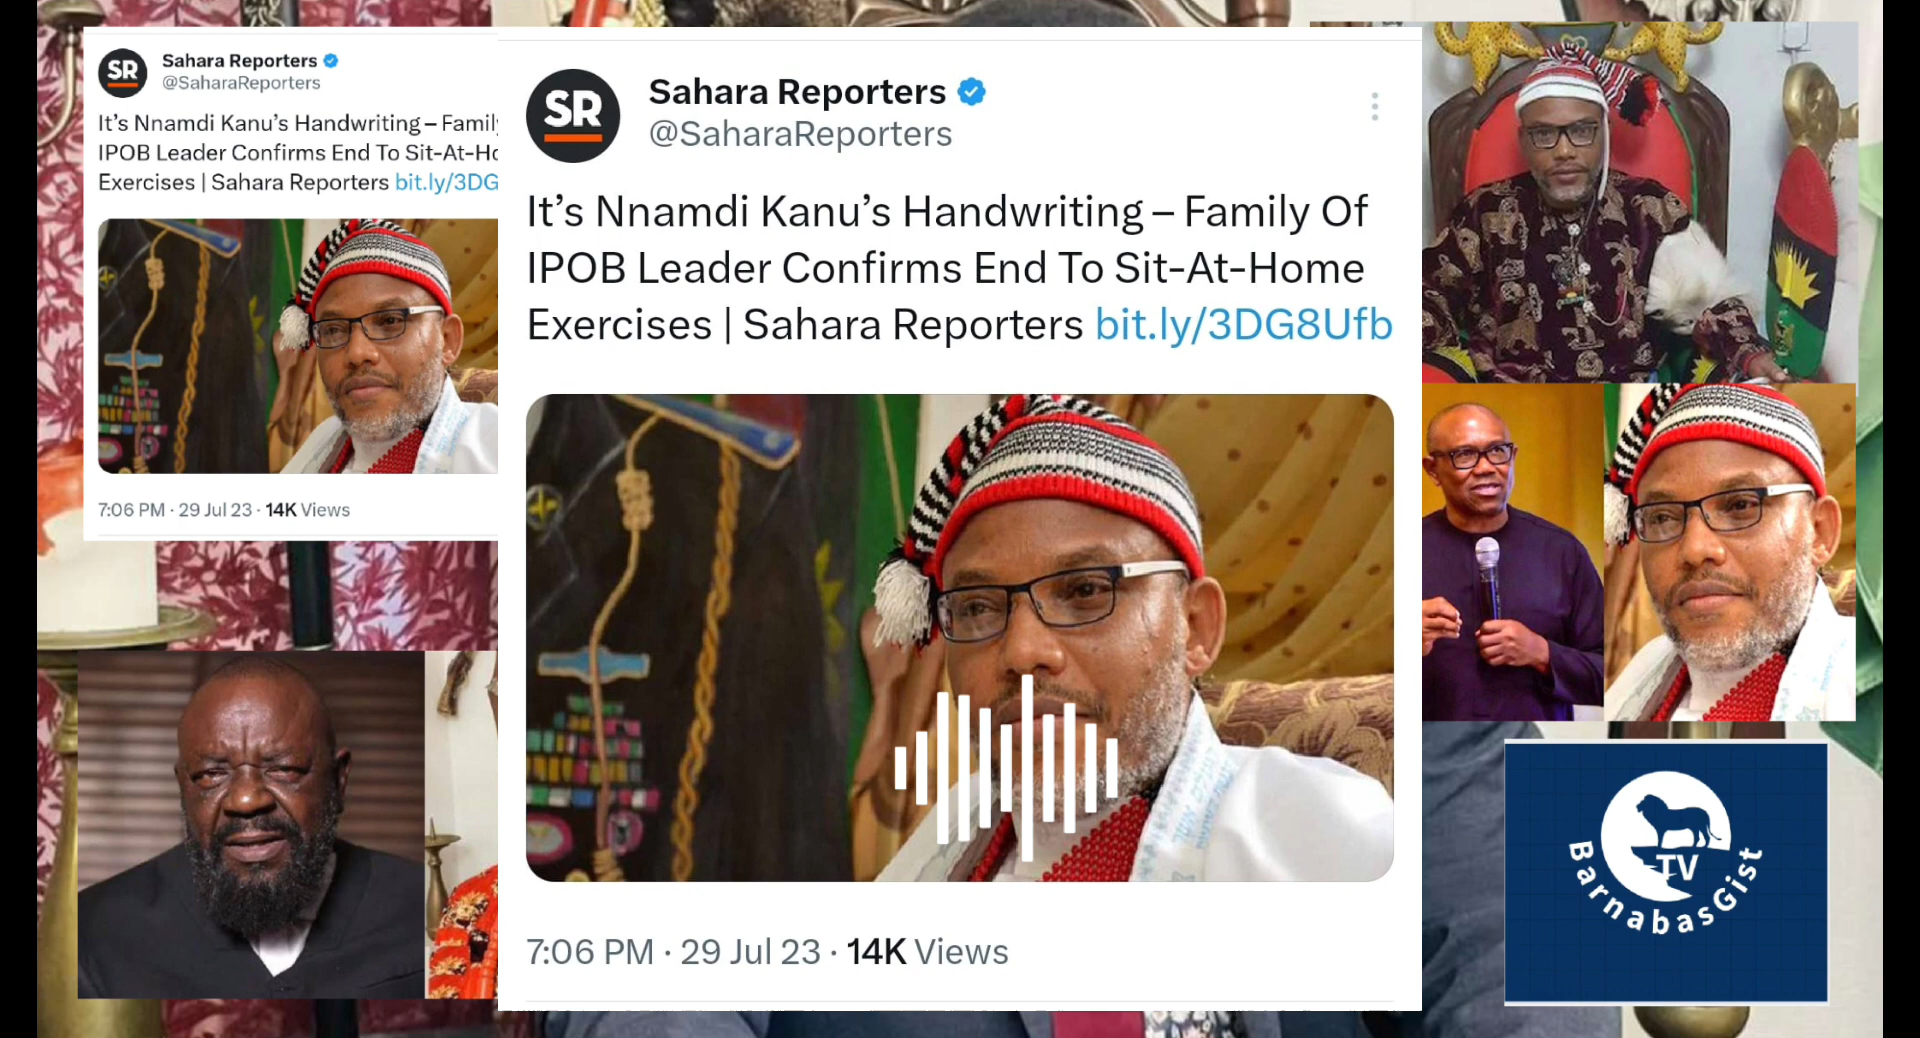 SR
Sahara Reporters
@SaharaReporters
It’s Nnamdi Kanu’s Handwriting – Family
IPOB Leader Confirms End To Sit-At-Ho
Exercises | Sahara Reporters bit.ly/3DG
7:06 PM · 29 Jul 23 · 14K Views
SR
Sahara Reporters
@SaharaReporters
It’s Nnamdi Kanu’s Handwriting – Family Of
IPOB Leader Confirms End To Sit-At-Home
Exercises | Sahara Reporters bit.ly/3DG8Ufb
7:06 PM · 29 Jul 23 · 14K Views
TV
BarnabasGist